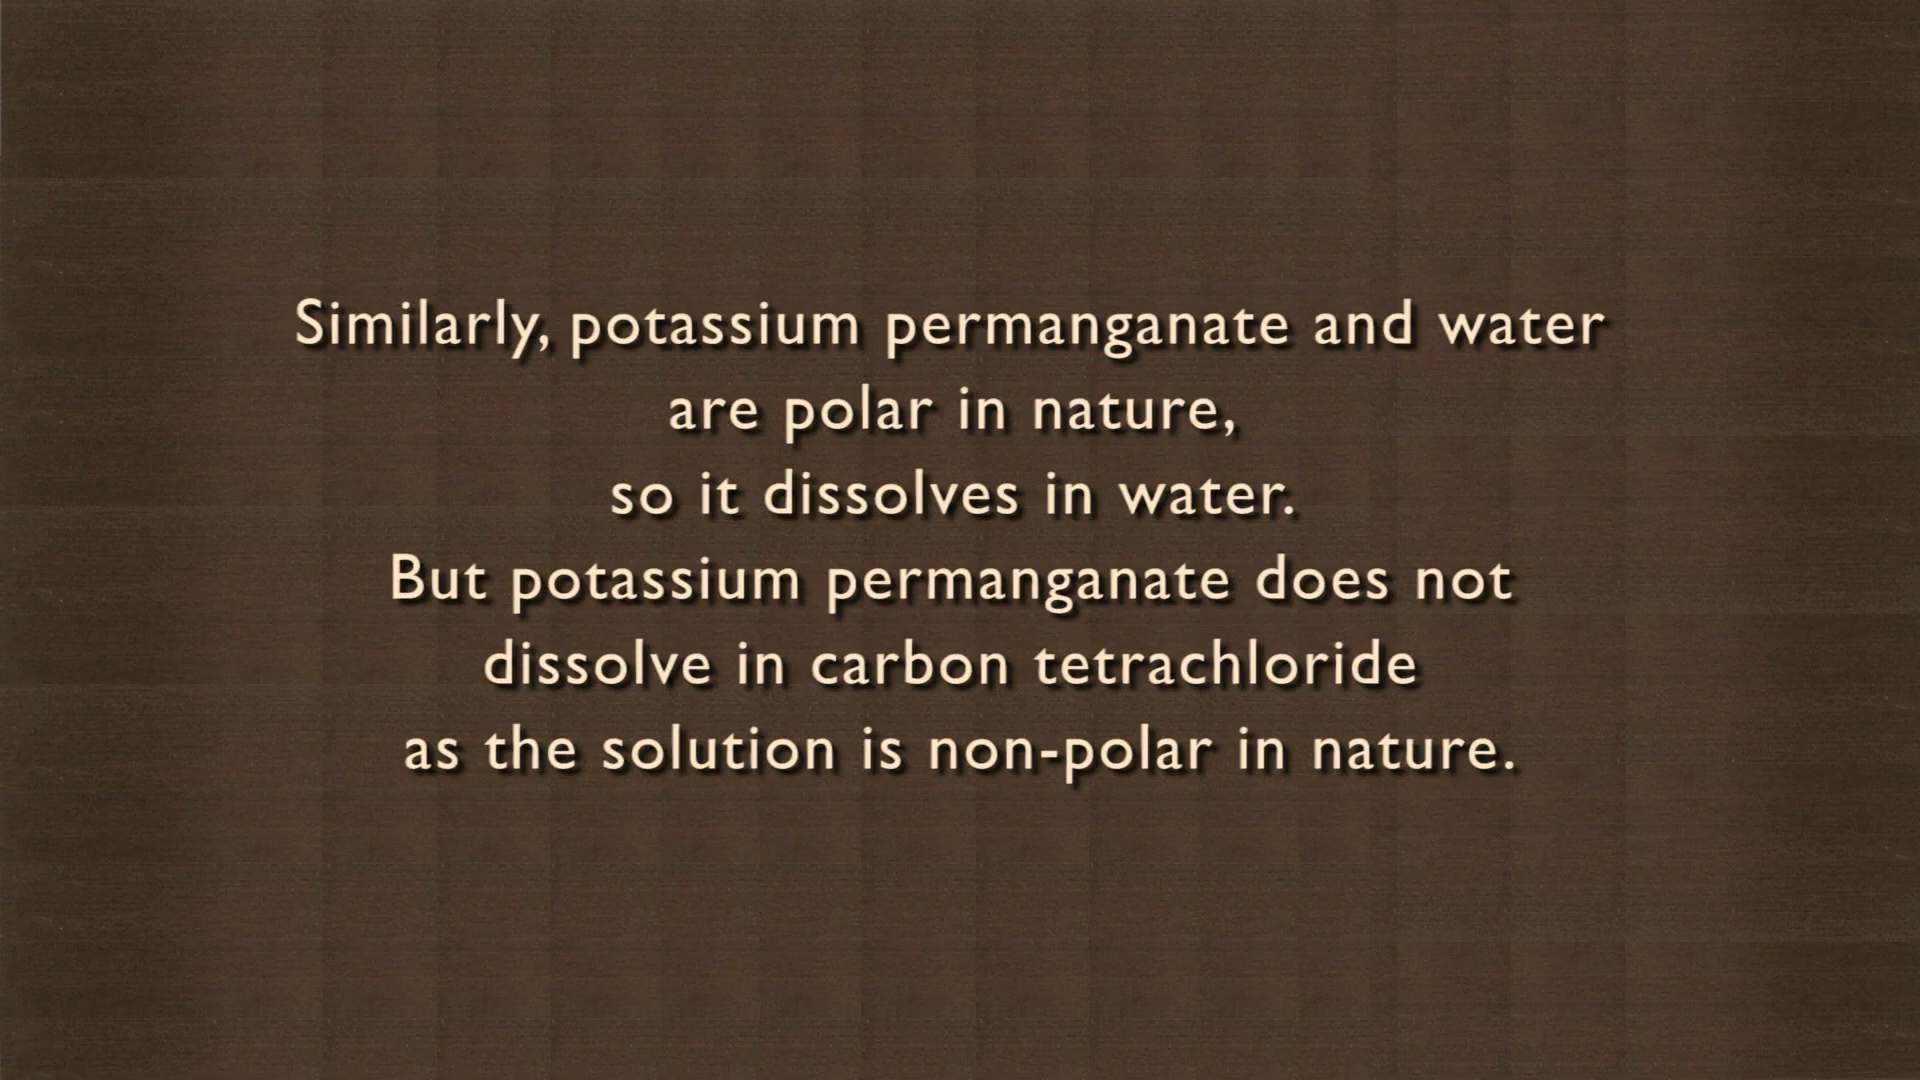 Similarly, potassium permanganate and water
are polar in nature,
so it dissolves in water.
But potassium permanganate does not
dissolve in carbon tetrachloride
as the solution is non-polar in nature.